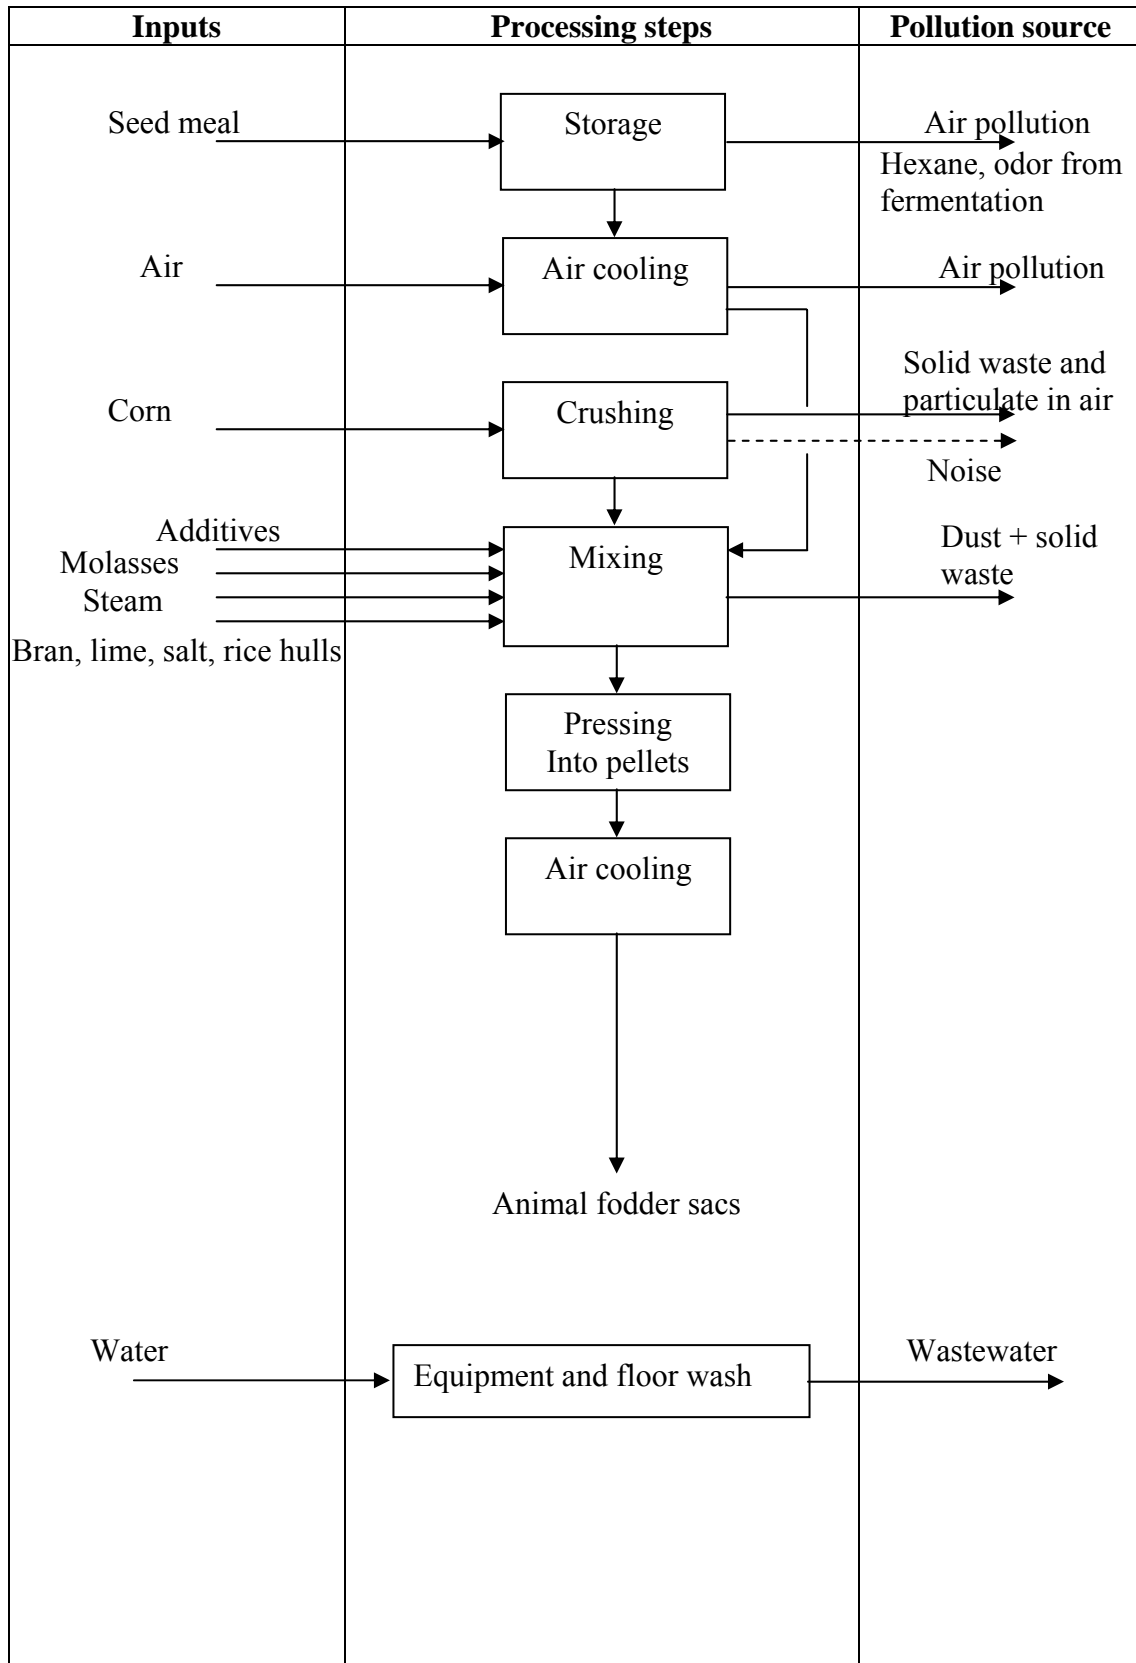 Inputs
Processing steps
Pollution source
Seed meal
Storage
Air pollution
Hexane, odor from
fermentation
Air
Air cooling
Air pollution
Corn
Crushing
Solid waste and
particulate in air
Noise
Additives
Molasses
Steam
Bran, lime, salt, rice hulls
Mixing
Dust + solid
waste
Pressing
Into pellets
Air cooling
Animal fodder sacs
Water
Equipment and floor wash
Wastewater